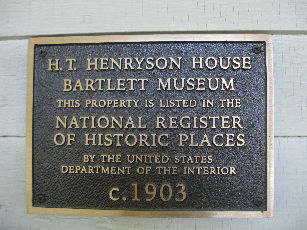 H.T. HENRYSON HOUSE
BARTLETT MUSEUM
THIS PROPERTY IS LISTED IN THE
NATIONAL REGISTER
OF HISTORIC PLACES
BY THE UNITED STATES
DEPARTMENT OF THE INTERIOR
c.1903